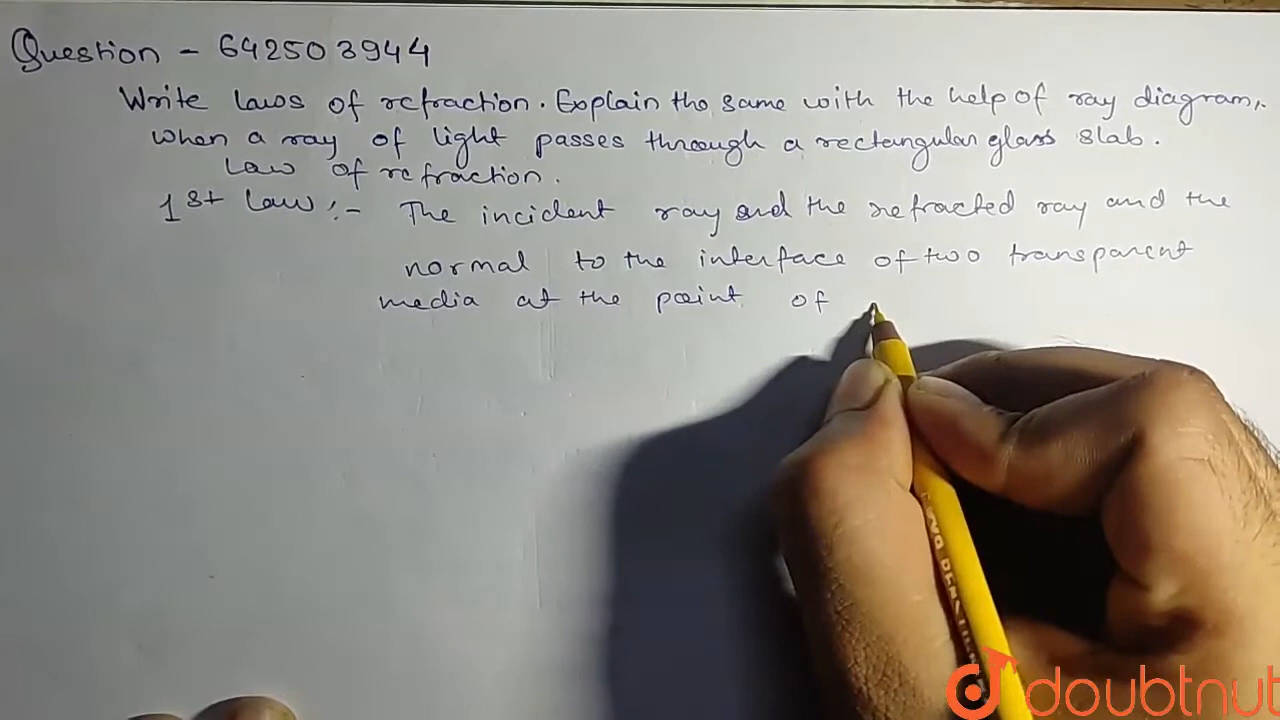 Question - 642503944
Write laws of refraction. Explain the same with the help of ray diagram,
when a ray of light passes through a rectangular glass slab.
Law of refraction.
1st Law :- The incident ray and the refracted ray and the
normal to the interface of two transparent
media at the point of
doubtnut